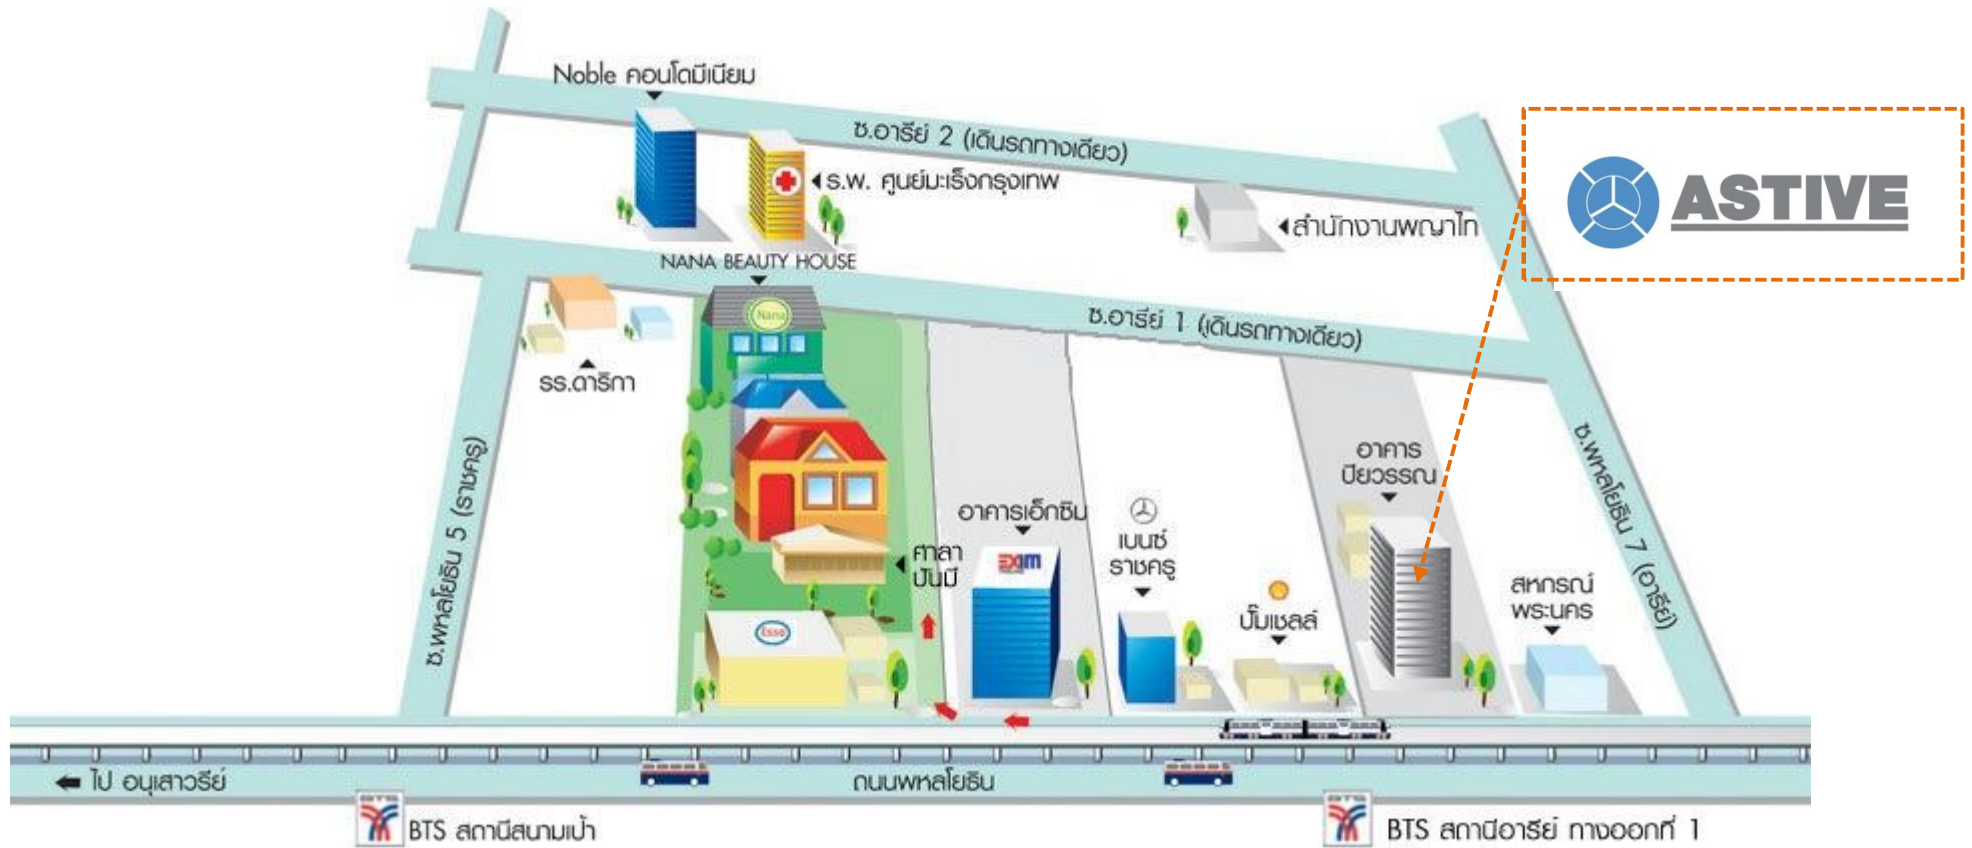 Noble คอนโดมีเนียม
ซ.อารีย์ 2 (เดินรถทางเดียว)
ร.พ. ศูนย์มะเร็งกรุงเทพ
ASTIVE
สำนักงานพญาไท
NANA BEAUTY HOUSE
Nana
ซ.อารีย์ 1 (เดินรถทางเดียว)
รร.ดาริกา
ซ.พหลโยธิน 5 (ราชครู)
ซ.พหลโยธิน 7 (อารีย์)
อาคาร
ปิยวรรณ
อาคารเอ็กซิม
EXIM
เบนซ์
ราชครู
ศาลา
ปันมี
สหกรณ์
พระนคร
ปั๊มเชลล์
Esso
ไป อนุเสาวรีย์
ถนนพหลโยธิน
BTS
BTS สถานีสนามเป้า
BTS
BTS สถานีอารีย์ ทางออกที่ 1